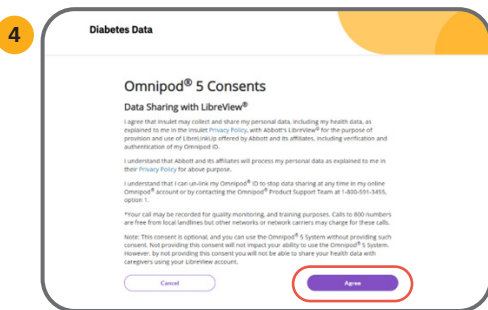 4
Diabetes Data
Omnipod® 5 Consents
Data Sharing with LibreView®
I agree that Insulet may collect and share my personal data, including my health data, as
explained to me in the Insulet Privacy Policy, with Abbott's LibreView® for the purpose of
provision and use of LibreLinkUp offered by Abbott and its affiliates, including verification and
authentication of my Omnipod ID.
I understand that Abbott and its affiliates will process my personal data as explained to me in
their Privacy Policy for above purpose.
I understand that I can un-link my Omnipod® ID to stop data sharing at any time in my online
Omnipod® account or by contacting the Omnipod® Product Support Team at 1-800-591-3455,
option 1.
*Your call may be recorded for quality monitoring, and training purposes. Calls to 800-numbers
are free from local landlines but other networks or network carriers may charge for these calls.
Note: This consent is optional, and you can use the Omnipod® 5 System without providing such
consent. Not providing this consent will not impact your ability to use the Omnipod® 5 System.
However, by not providing this consent you will not be able to share your health data with
caregivers using your LibreView account.
Cancel
Agree